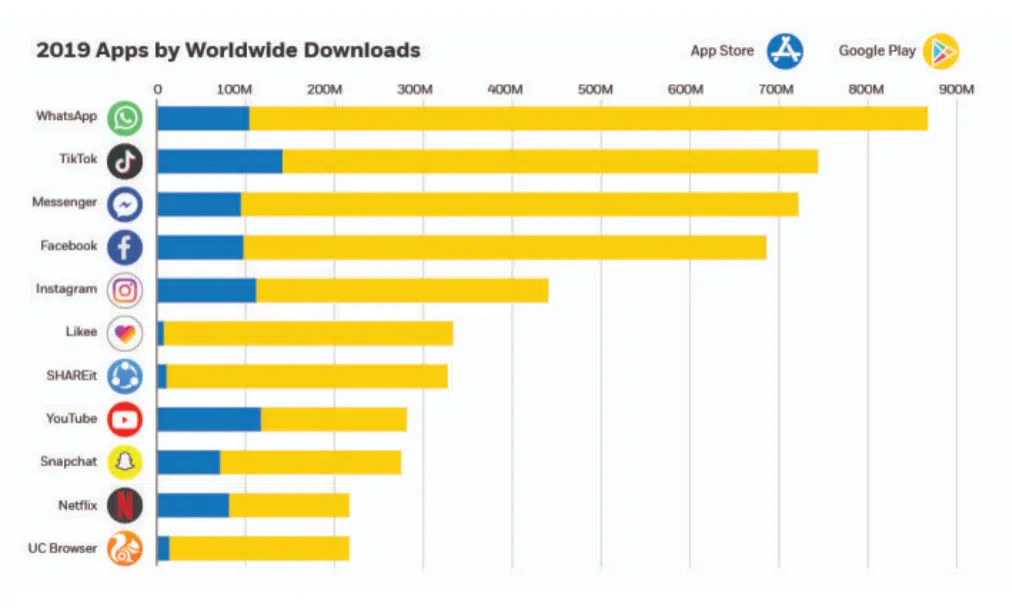 2019 Apps by Worldwide Downloads
App Store
Google Play
0 100M 200M 300M 400M 500M 600M 700M 800M 900M
WhatsApp
TikTok
Messenger
Facebook
Instagram
Likee
SHAREit
YouTube
Snapchat
Netflix
N
UC Browser